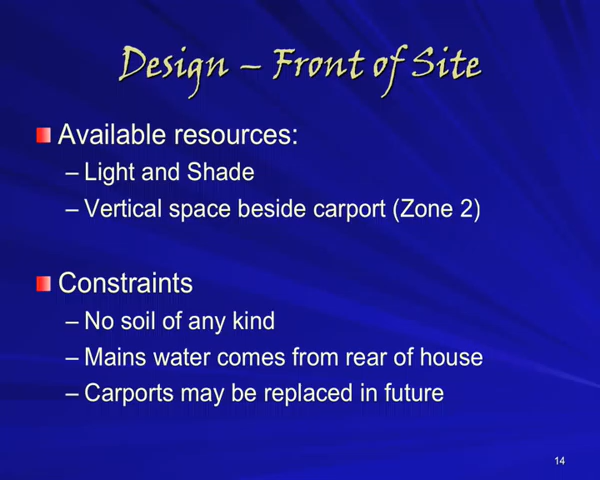 Design – Front of Site
Available resources:
– Light and Shade
– Vertical space beside carport (Zone 2)
Constraints
– No soil of any kind
– Mains water comes from rear of house
– Carports may be replaced in future
14